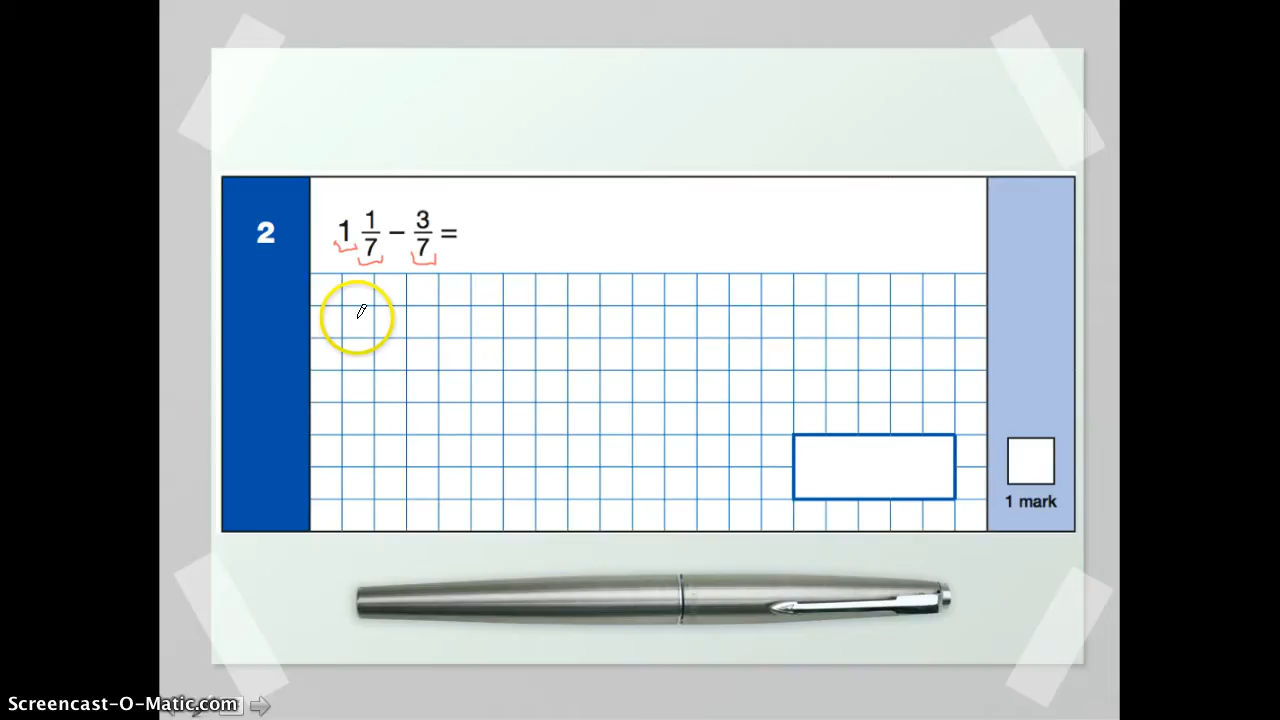 2
1 1/7 − 3/7 =
1 mark
Screencast-O-Matic.com